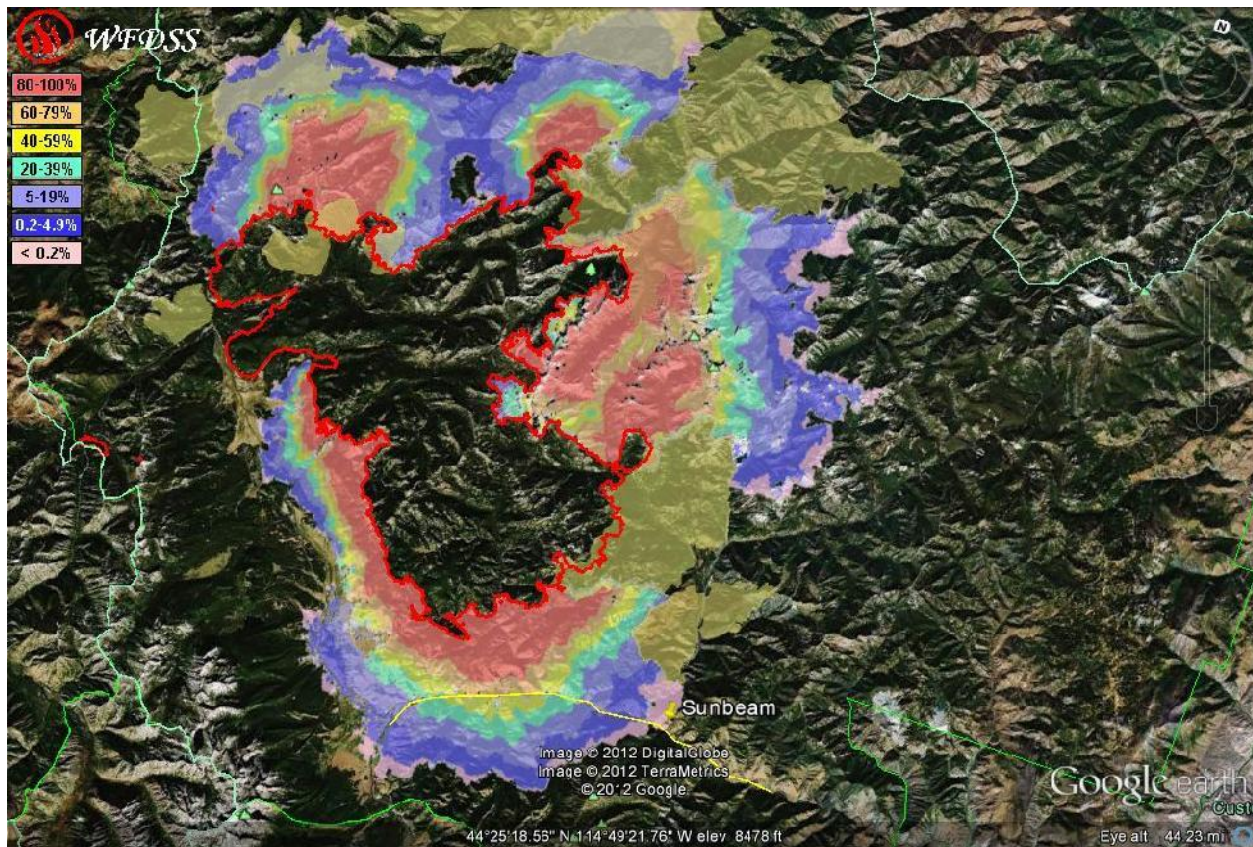 WFDSS
N
80-100%
60-79%
40-59%
20-39%
5-19%
0.2-4.9%
< 0.2%
Sunbeam
Image © 2012 DigitalGlobe
Image © 2012 TerraMetrics
© 2012 Google
Google earth
Cust
44°25'18.56" N 114°49'21.76" W elev 8478 ft
Eye alt 44.23 mi